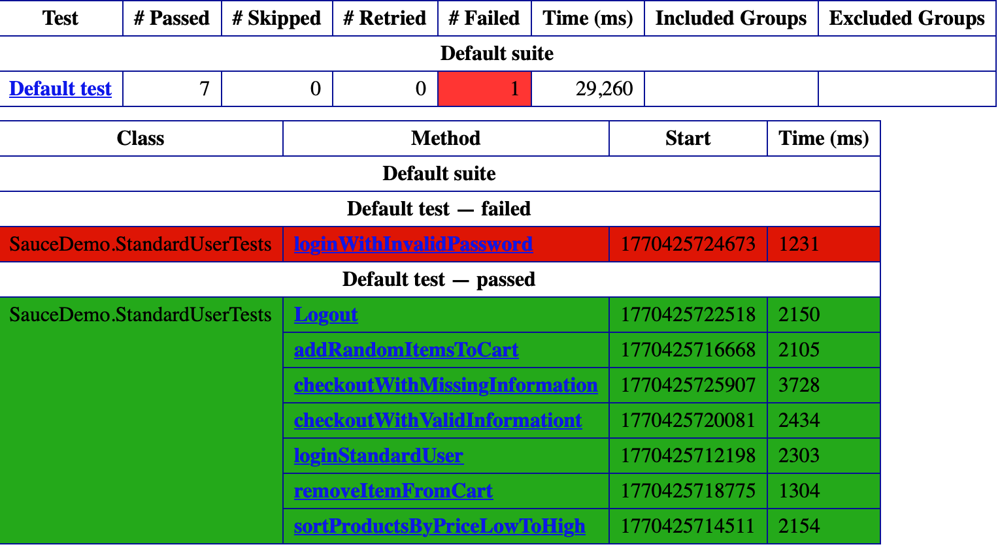 Test # Passed # Skipped # Retried # Failed Time (ms) Included Groups Excluded Groups
Default suite
Default test 7 0 0 1 29,260
Class Method Start Time (ms)
Default suite
Default test — failed
SauceDemo.StandardUserTests loginWithInvalidPassword 1770425724673 1231
Default test — passed
SauceDemo.StandardUserTests Logout 1770425722518 2150
addRandomItemsToCart 1770425716668 2105
checkoutWithMissingInformation 1770425725907 3728
checkoutWithValidInformationt 1770425720081 2434
loginStandardUser 1770425712198 2303
removeItemFromCart 1770425718775 1304
sortProductsByPriceLowToHigh 1770425714511 2154